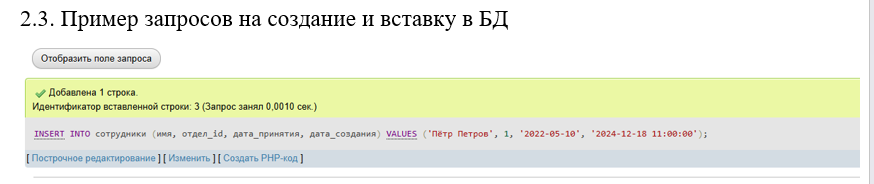 2.3. Пример запросов на создание и вставку в БД
Отобразить поле запроса
Добавлена 1 строка.
Идентификатор вставленной строки: 3 (Запрос занял 0,0010 сек.)
INSERT INTO сотрудники (имя, отдел_id, дата_принятия, дата_создания) VALUES ('Пётр Петров', 1, '2022-05-10', '2024-12-18 11:00:00');
[ Построчное редактирование ] [ Изменить ] [ Создать PHP-код ]